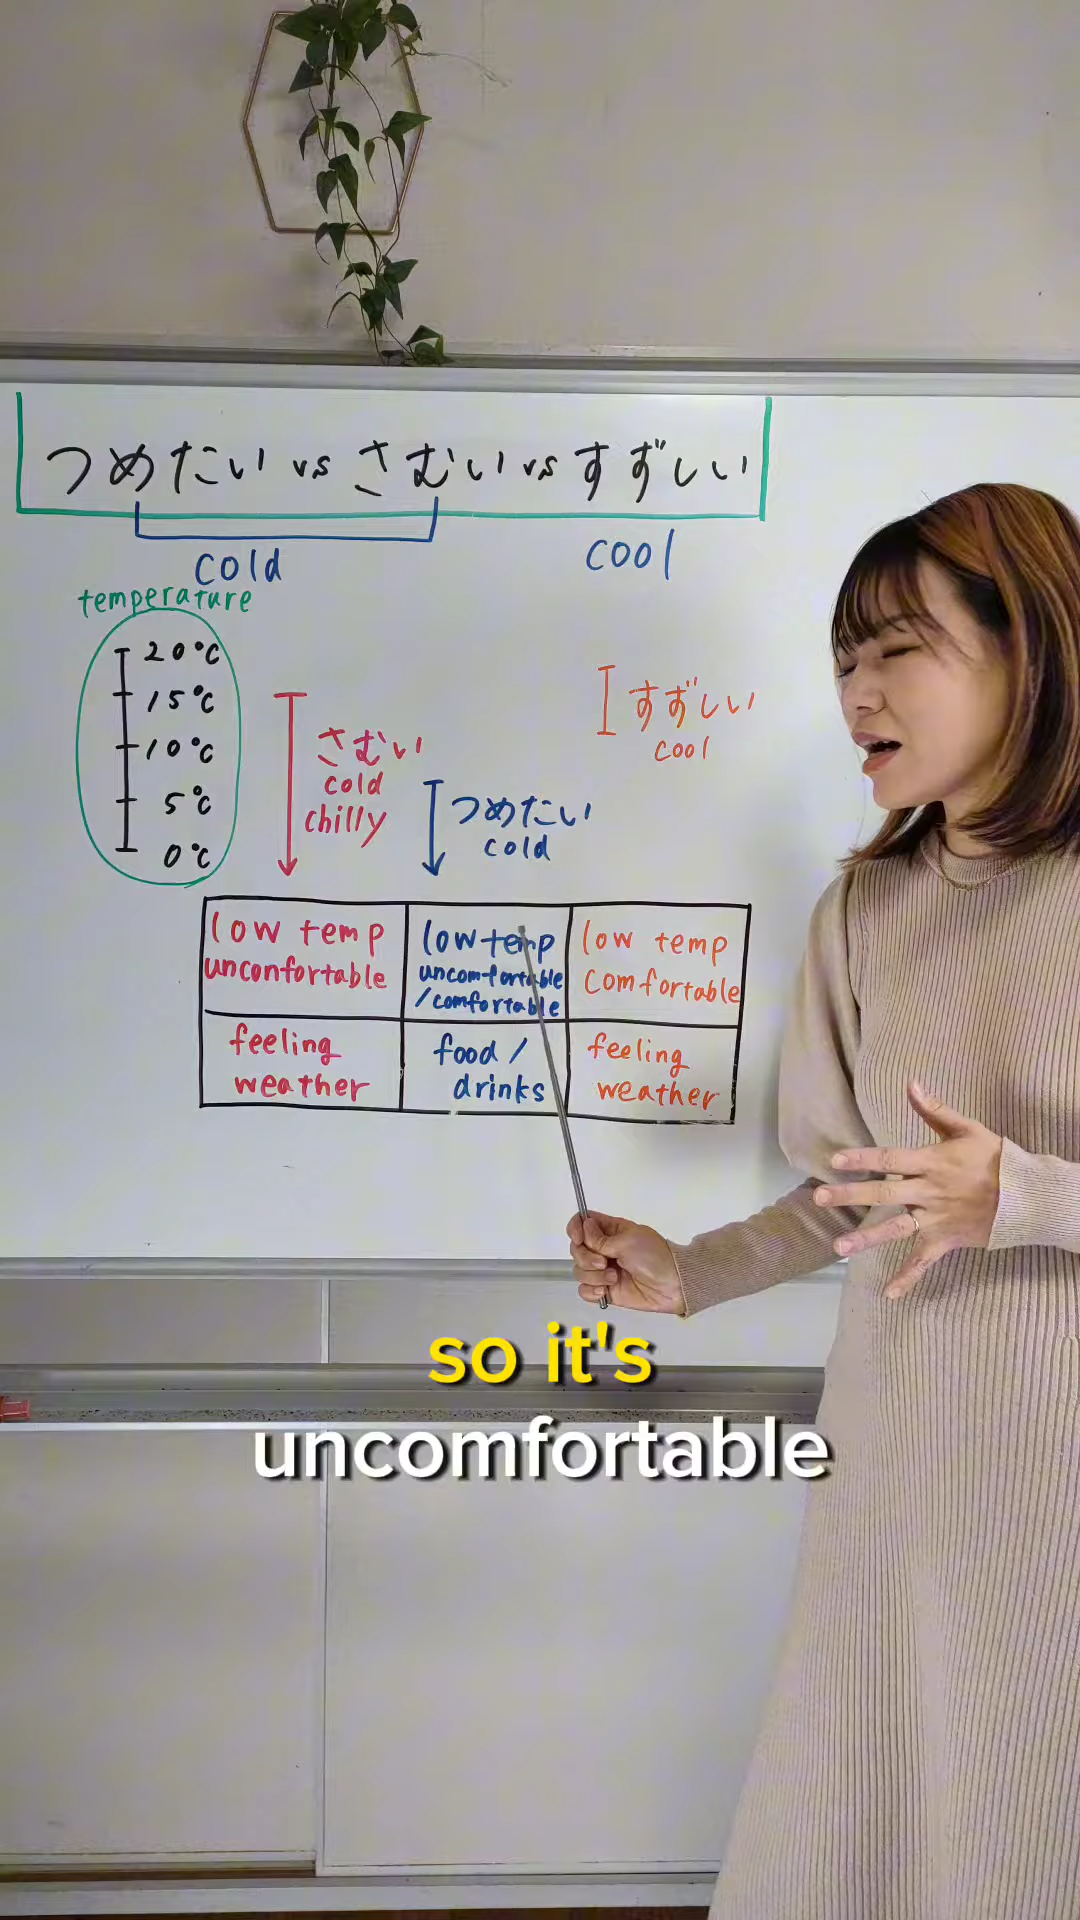 つめたい vs さむい vs すずしい
cold
cool
temperature
20℃
15℃
10℃
5℃
0℃
さむい
cold
chilly
つめたい
cold
すずしい
cool
low temp
unconfortable
low temp
uncomfortable
/comfortable
low temp
comfortable
feeling
weather
food /
drinks
feeling
weather
so it's
uncomfortable